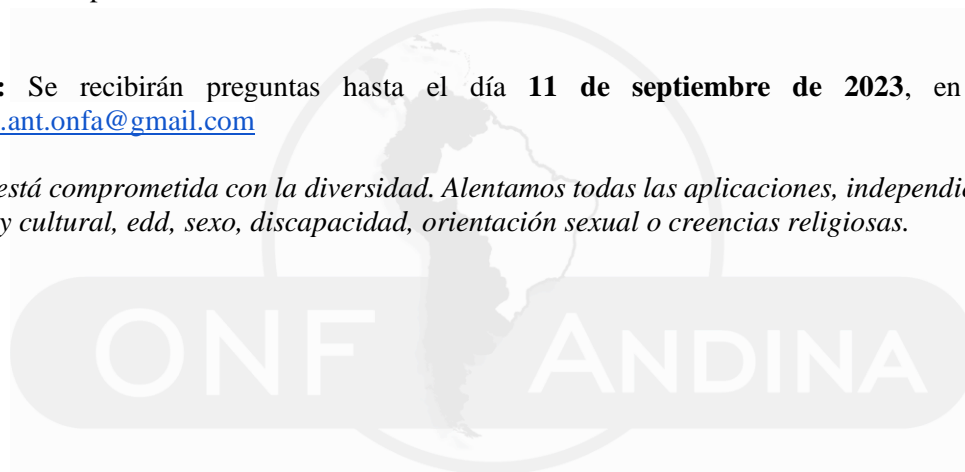 : Se recibirán preguntas hasta el día 11 de septiembre de 2023, en
.ant.onfa@gmail.com
está comprometida con la diversidad. Alentamos todas las aplicaciones,
y cultural, edd, sexo, discapacidad, orientación sexual o creencias religiosas.
ONF ANDINA